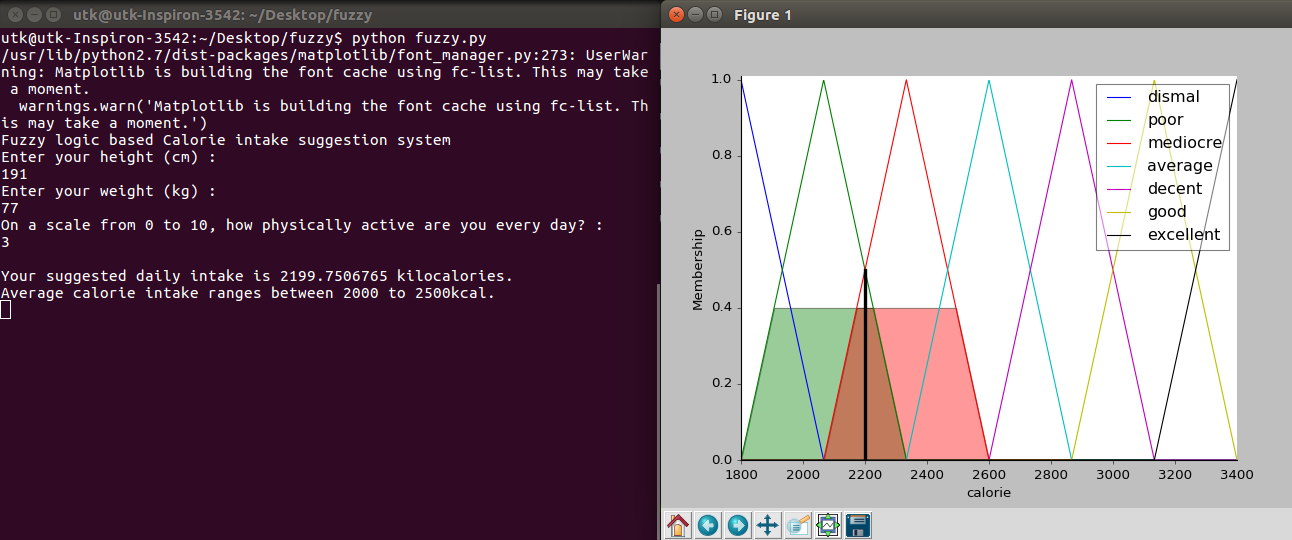 utk@utk-Inspiron-3542: ~/Desktop/fuzzy
utk@utk-Inspiron-3542:~/Desktop/fuzzy$ python fuzzy.py
/usr/lib/python2.7/dist-packages/matplotlib/font_manager.py:273: UserWar
ning: Matplotlib is building the font cache using fc-list. This may take
 a moment.
  warnings.warn('Matplotlib is building the font cache using fc-list. Th
is may take a moment.')
Fuzzy logic based Calorie intake suggestion system
Enter your height (cm) :
191
Enter your weight (kg) :
77
On a scale from 0 to 10, how physically active are you every day? :
3
Your suggested daily intake is 2199.7506765 kilocalories.
Average calorie intake ranges between 2000 to 2500kcal.
Figure 1
1.0
0.8
0.6
0.4
0.2
0.0
Membership
dismal
poor
mediocre
average
decent
good
excellent
1800 2000 2200 2400 2600 2800 3000 3200 3400
calorie